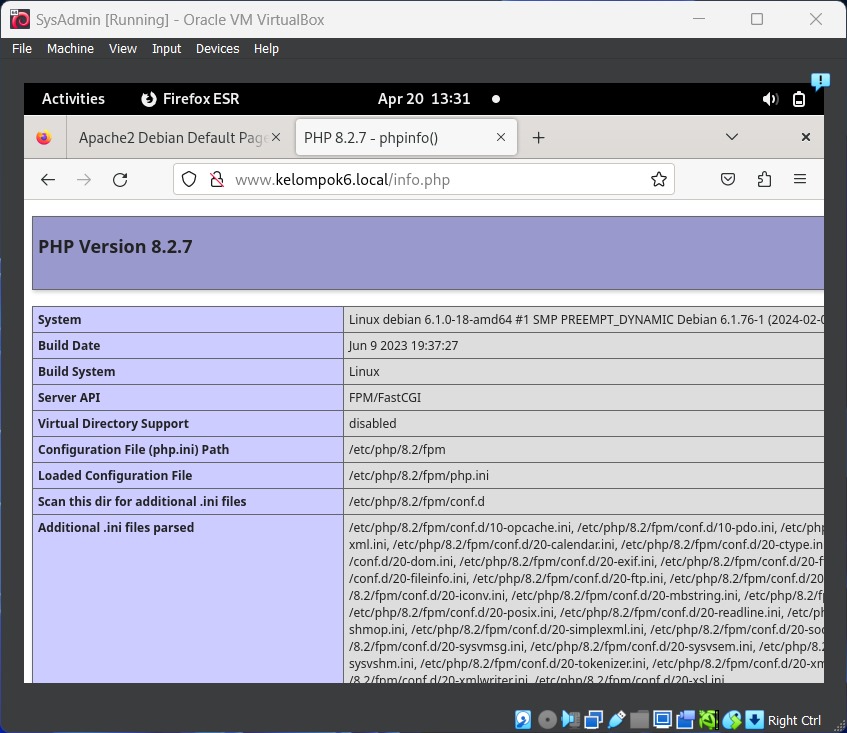 SysAdmin [Running] - Oracle VM VirtualBox
File Machine View Input Devices Help
Activities Firefox ESR Apr 20 13:31
Apache2 Debian Default Pag
PHP 8.2.7 - phpinfo()
www.kelompok6.local/info.php
PHP Version 8.2.7
System Linux debian 6.1.0-18-amd64 #1 SMP PREEMPT_DYNAMIC Debian 6.1.76-1 (2024-02-0
Build Date Jun 9 2023 19:37:27
Build System Linux
Server API FPM/FastCGI
Virtual Directory Support disabled
Configuration File (php.ini) Path /etc/php/8.2/fpm
Loaded Configuration File /etc/php/8.2/fpm/php.ini
Scan this dir for additional .ini files /etc/php/8.2/fpm/conf.d
Additional .ini files parsed /etc/php/8.2/fpm/conf.d/10-opcache.ini, /etc/php/8.2/fpm/conf.d/10-pdo.ini, /etc/php
xml.ini, /etc/php/8.2/fpm/conf.d/20-calendar.ini, /etc/php/8.2/fpm/conf.d/20-ctype.in
/conf.d/20-dom.ini, /etc/php/8.2/fpm/conf.d/20-exif.ini, /etc/php/8.2/fpm/conf.d/20-f
/conf.d/20-fileinfo.ini, /etc/php/8.2/fpm/conf.d/20-ftp.ini, /etc/php/8.2/fpm/conf.d/20
/8.2/fpm/conf.d/20-iconv.ini, /etc/php/8.2/fpm/conf.d/20-mbstring.ini, /etc/php/8.2/f
/etc/php/8.2/fpm/conf.d/20-posix.ini, /etc/php/8.2/fpm/conf.d/20-readline.ini, /etc/ph
shmop.ini, /etc/php/8.2/fpm/conf.d/20-simplexml.ini, /etc/php/8.2/fpm/conf.d/20-soc
/8.2/fpm/conf.d/20-sysvmsg.ini, /etc/php/8.2/fpm/conf.d/20-sysvsem.ini, /etc/php/8.2
sysvshm.ini, /etc/php/8.2/fpm/conf.d/20-tokenizer.ini, /etc/php/8.2/fpm/conf.d/20-xm
/8.2/fpm/conf.d/20-xmlwriter.ini, /etc/php/8.2/fpm/conf.d/20-xsl.ini
Right Ctrl